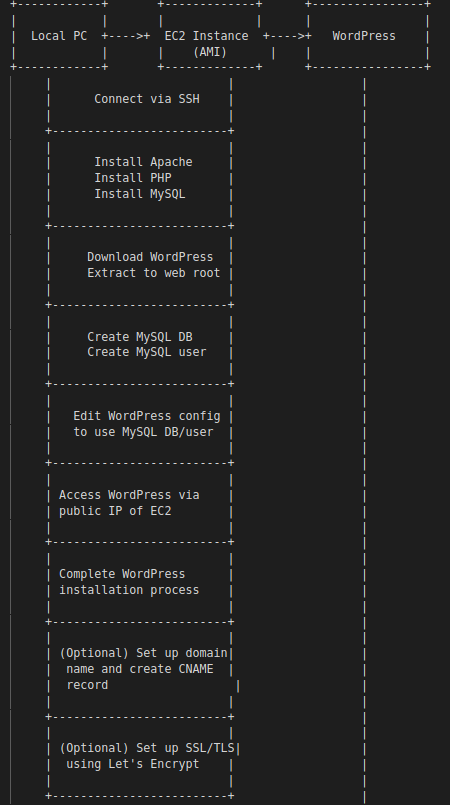 +------------+       +-------------+      +----------------+
|            |       |             |      |                |
|  Local PC  +---->+  EC2 Instance  +---->+   WordPress    |
|            |       |    (AMI)      |    |                |
+------------+       +-------------+      +----------------+
     |                         |                  |
     |      Connect via SSH    |                  |
     |                         |                  |
     +-------------------------+                  |
     |                         |                  |
     |      Install Apache     |                  |
     |      Install PHP        |                  |
     |      Install MySQL      |                  |
     |                         |                  |
     +-------------------------+                  |
     |                         |                  |
     |     Download WordPress  |                  |
     |     Extract to web root |                  |
     |                         |                  |
     +-------------------------+                  |
     |                         |                  |
     |     Create MySQL DB     |                  |
     |     Create MySQL user   |                  |
     |                         |                  |
     +-------------------------+                  |
     |                         |                  |
     |   Edit WordPress config |                  |
     |   to use MySQL DB/user  |                  |
     |                         |                  |
     +-------------------------+                  |
     |                         |                  |
     | Access WordPress via    |                  |
     | public IP of EC2        |                  |
     |                         |                  |
     +-------------------------+                  |
     |                         |                  |
     | Complete WordPress      |                  |
     | installation process    |                  |
     |                         |                  |
     +-------------------------+                  |
     |                         |                  |
     | (Optional) Set up domain|                  |
     |  name and create CNAME  |                  |
     |  record                  |                 |
     |                         |                  |
     +-------------------------+                  |
     |                         |                  |
     | (Optional) Set up SSL/TLS|                 |
     |  using Let's Encrypt    |                  |
     |                         |                  |
     +-------------------------+                  |